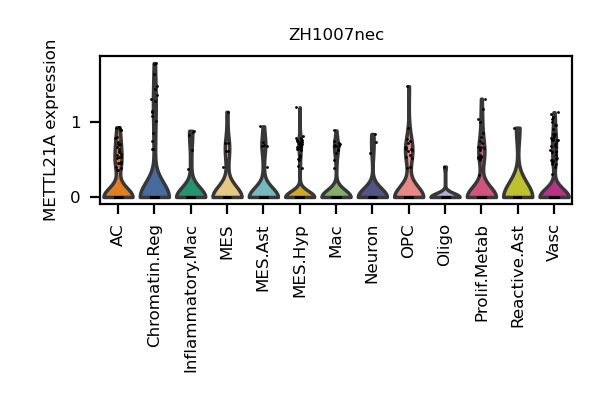 ZH1007nec
METTL21A expression
1
0
AC
Chromatin.Reg
Inflammatory.Mac
MES
MES.Ast
MES.Hyp
Mac
Neuron
OPC
Oligo
Prolif.Metab
Reactive.Ast
Vasc